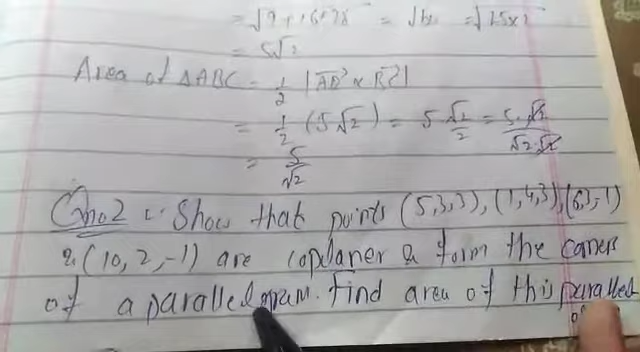 = √9+16+25 = √50 = √25×2
= 5√2
Area of △ABC = 1/2 |AB × BC|
= 1/2 (5√2) = 5 √2/2 = 5·√2/√2·√2
= 5/√2
Qno2 :- Show that points (5,3,3), (1,4,3), (6,3,-1)
& (10, 2, -1) are coplaner & form the corners
of a parallelogram. Find area of this parallel